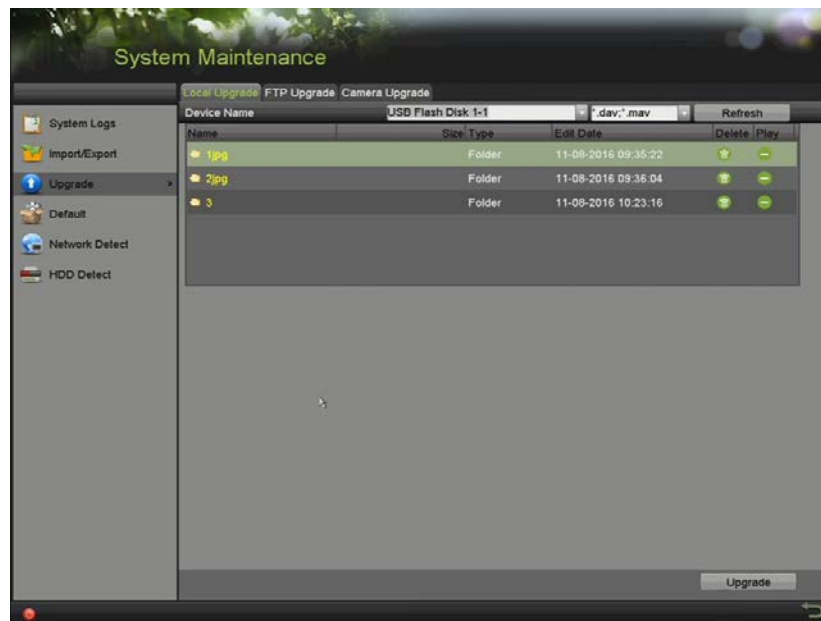 System Maintenance
Local Upgrade FTP Upgrade Camera Upgrade
Device Name USB Flash Disk 1-1 *.dav;*.mav Refresh
Name Size Type Edit Date Delete Play
1jpg Folder 11-08-2016 09:35:22
2jpg Folder 11-08-2016 09:36:04
3 Folder 11-08-2016 10:23:16
System Logs
Import/Export
Upgrade
Default
Network Detect
HDD Detect
Upgrade